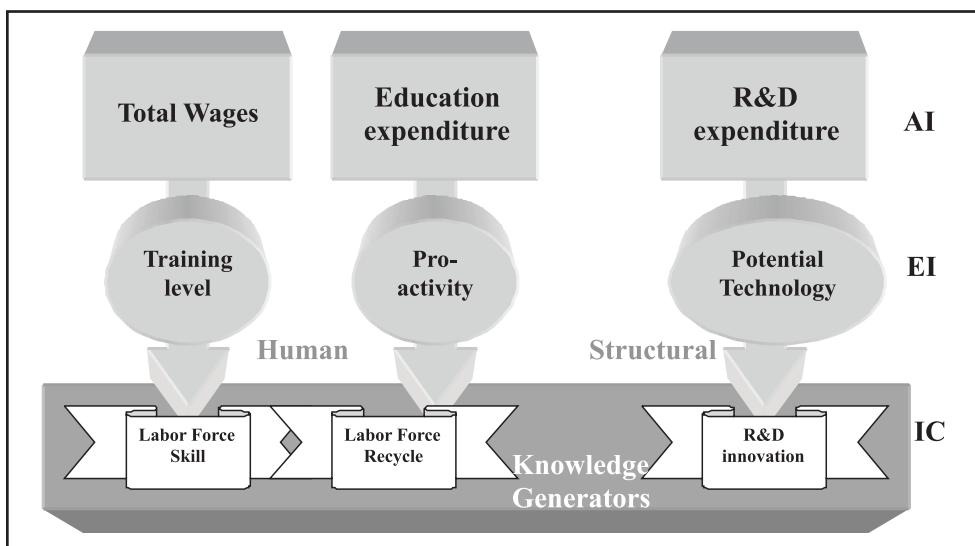 Total Wages
Education
expenditure
R&D
expenditure
AI
Training
level
Pro-
activity
Potential
Technology
EI
Human
Structural
Labor Force
Skill
Labor Force
Recycle
R&D
innovation
IC
Knowledge
Generators